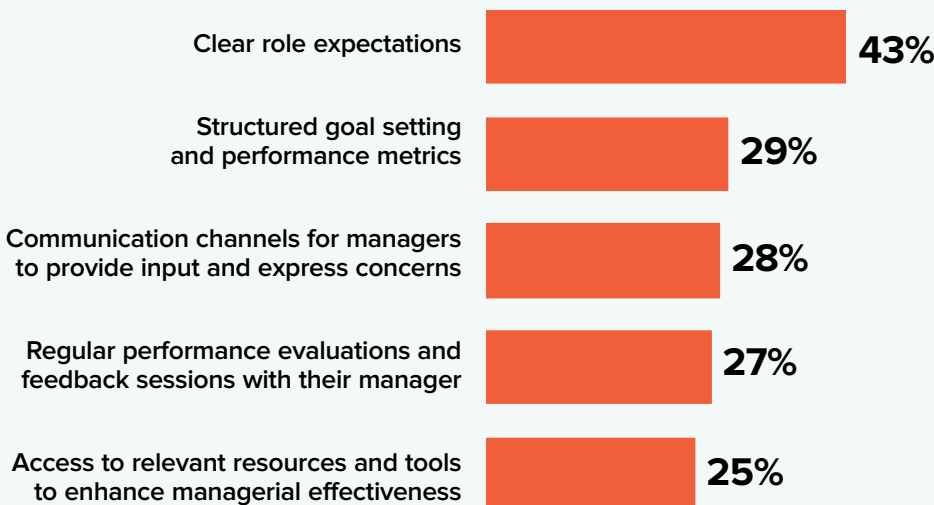 Clear role expectations
43%
Structured goal setting
and performance metrics
29%
Communication channels for managers
to provide input and express concerns
28%
Regular performance evaluations and
feedback sessions with their manager
27%
Access to relevant resources and tools
to enhance managerial effectiveness
25%